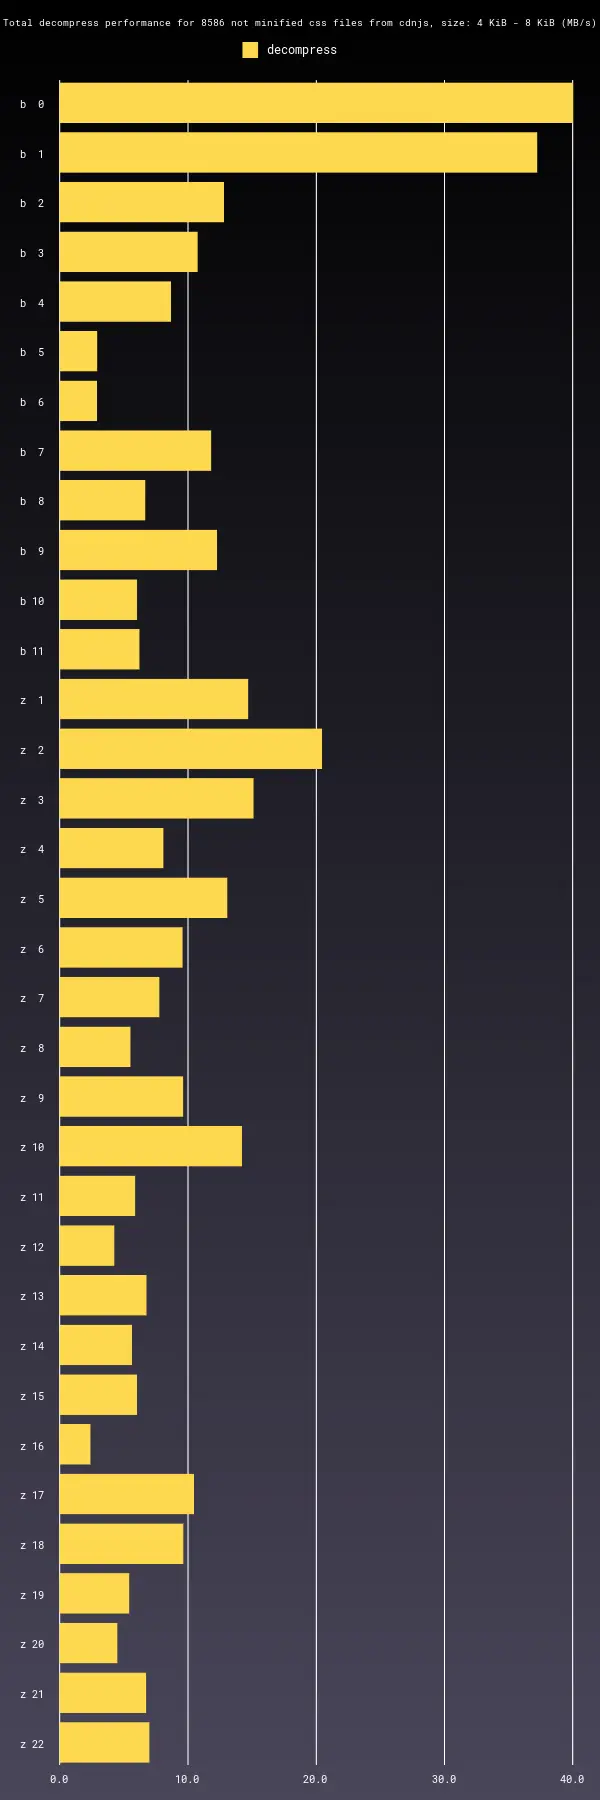 Total decompress performance for 8586 not minified css files from cdnjs, size: 4 KiB - 8 KiB (MB/s)
decompress
b 0
b 1
b 2
b 3
b 4
b 5
b 6
b 7
b 8
b 9
b 10
b 11
z 1
z 2
z 3
z 4
z 5
z 6
z 7
z 8
z 9
z 10
z 11
z 12
z 13
z 14
z 15
z 16
z 17
z 18
z 19
z 20
z 21
z 22
0.0 10.0 20.0 30.0 40.0